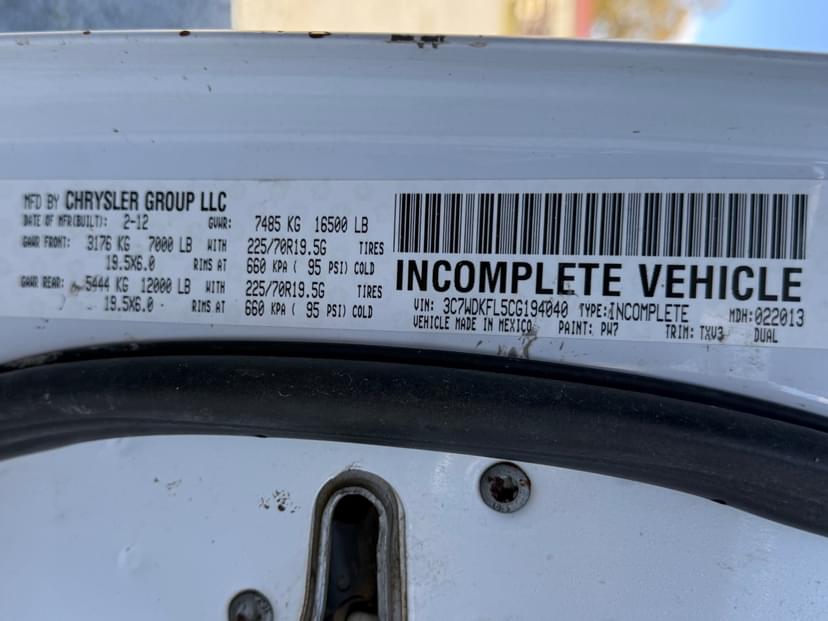 MFD BY CHRYSLER GROUP LLC
DATE OF MFR(BUILT): 2-12 GVWR: 7485 KG 16500 LB
GAWR FRONT: 3176 KG 7000 LB WITH 225/70R19.5G TIRES
19.5X6.0 RIMS AT 660 KPA ( 95 PSI) COLD
GAWR REAR: 5444 KG 12000 LB WITH 225/70R19.5G TIRES
19.5X6.0 RIMS AT 660 KPA ( 95 PSI) COLD
INCOMPLETE VEHICLE
VIN: 3C7WDKFL5CG194040 TYPE:INCOMPLETE MDH:022013
VEHICLE MADE IN MEXICO PAINT: PW7 TRIM: TXV3 DUAL